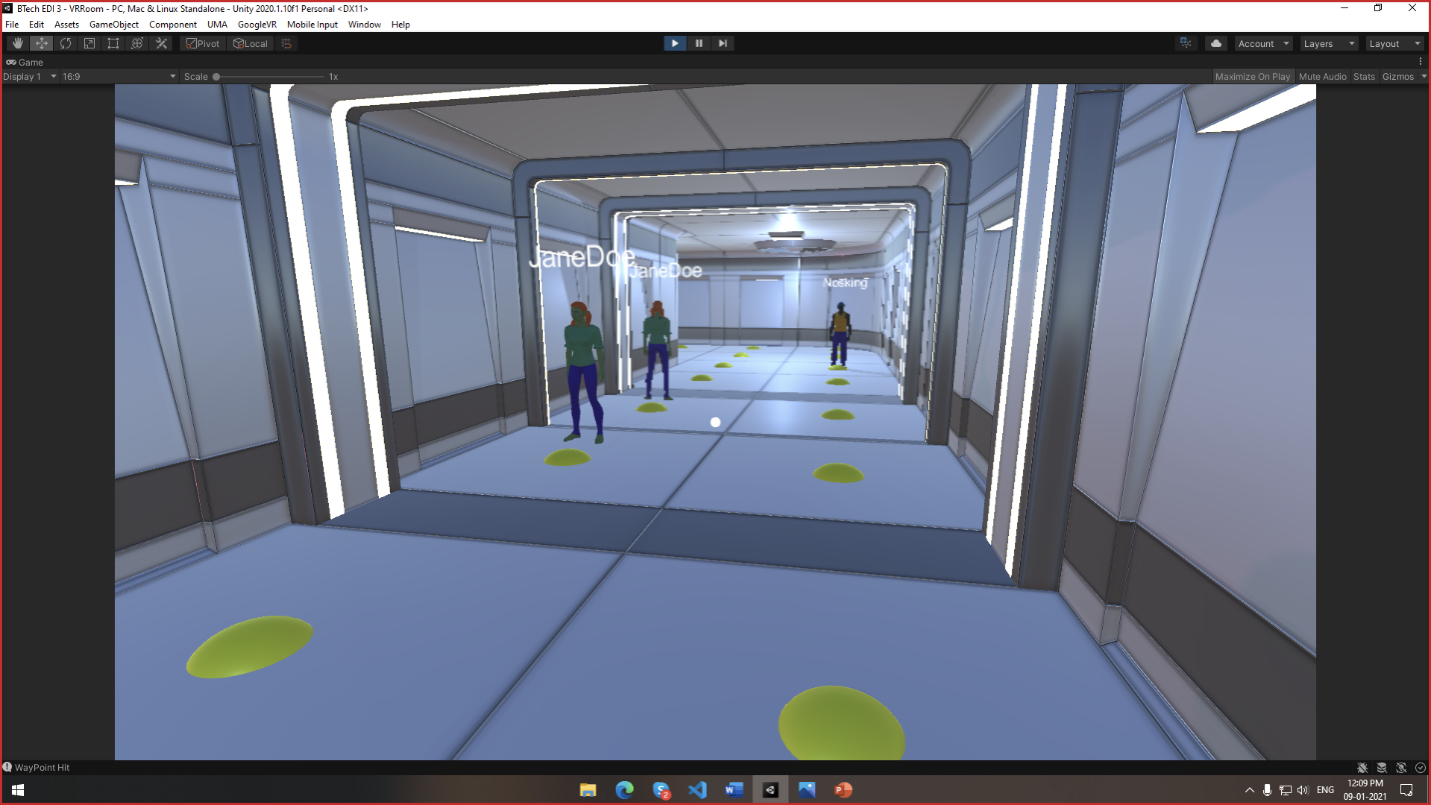 BTech EDI 3 - VRRoom - PC, Mac & Linux Standalone - Unity 2020.1.10f1 Personal <DX11>
File Edit Assets GameObject Component UMA GoogleVR Mobile Input Window Help
Pivot Local Account Layers Layout
Game
Display 1 16:9 Scale 1x Maximize On Play Mute Audio Stats Gizmos
JaneDoe
JaneDoe
Nosking
WayPoint Hit
2
ENG
12:09 PM
09-01-2021